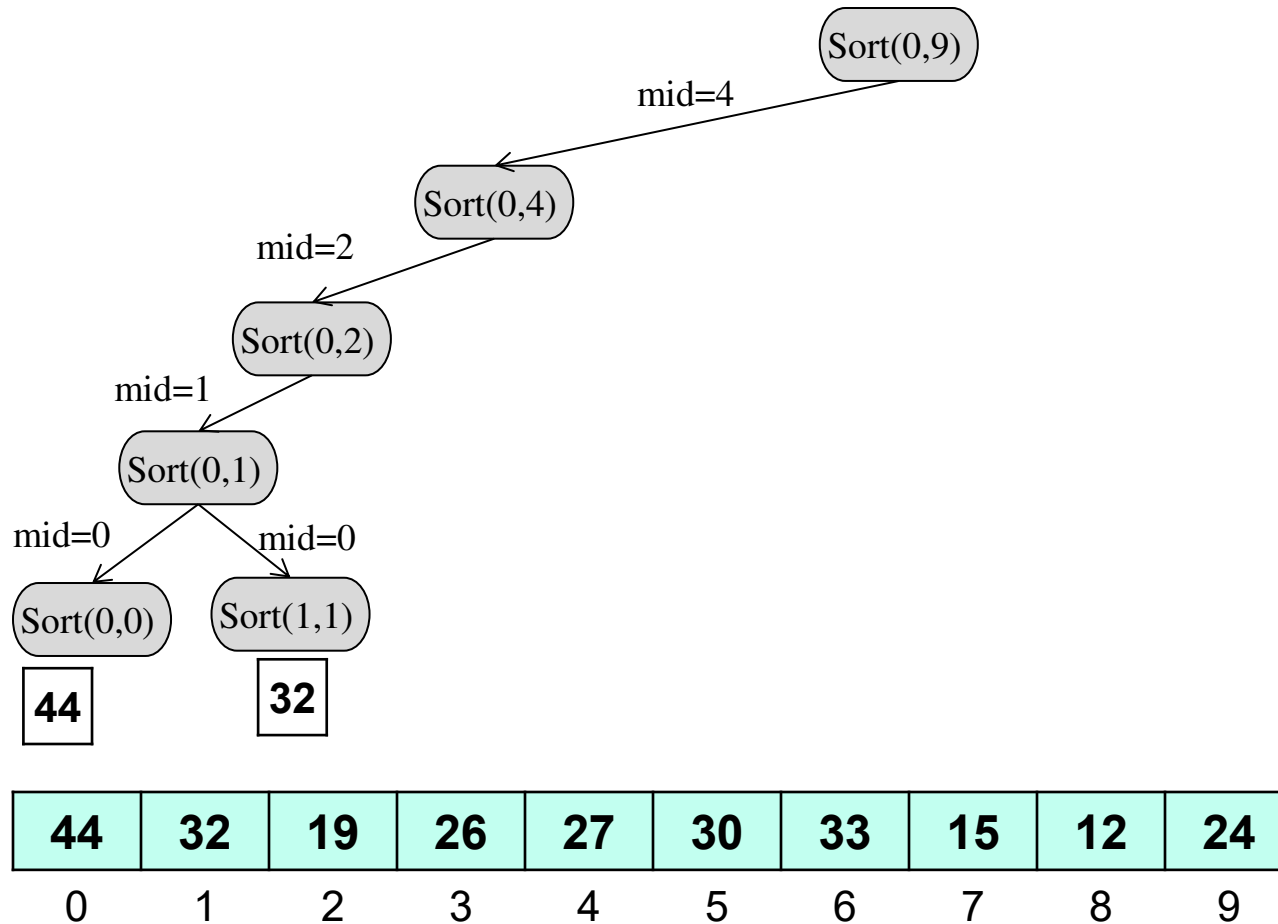 Sort(0,9)
mid=4
Sort(0,4)
mid=2
Sort(0,2)
mid=1
Sort(0,1)
mid=0 mid=0
Sort(0,0) Sort(1,1)
44 32
44 32 19 26 27 30 33 15 12 24
0 1 2 3 4 5 6 7 8 9